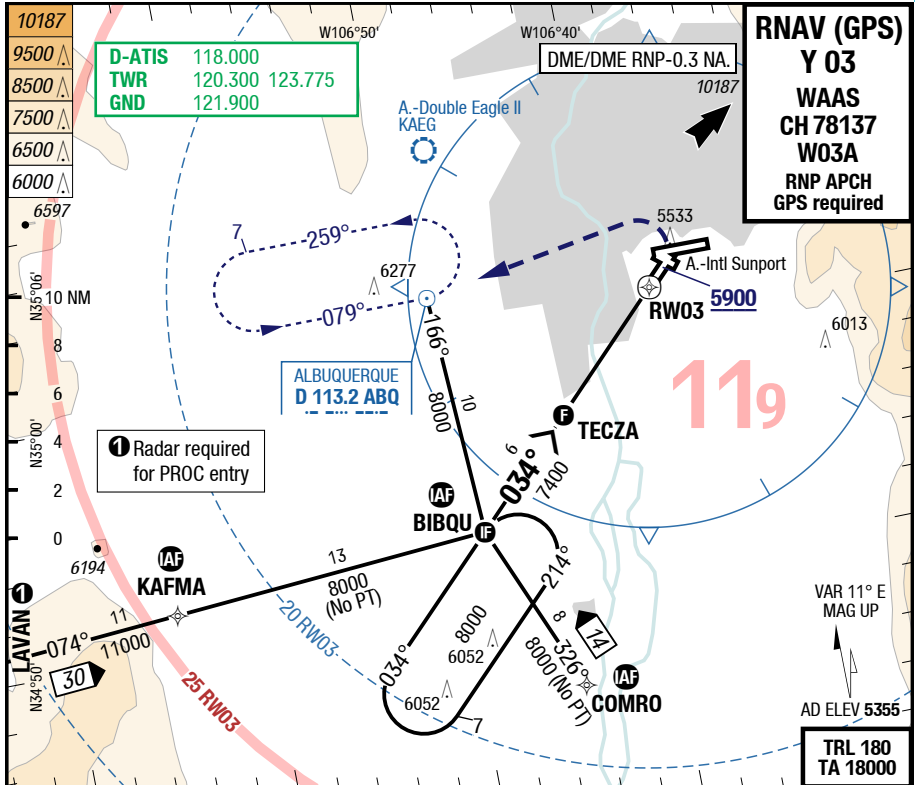 10187
9500
8500
7500
6500
6000
6597
D-ATIS 118.000
TWR 120.300 123.775
GND 121.900
W106°50'
W106°40'
DME/DME RNP-0.3 NA.
10187
RNAV (GPS)
Y 03
WAAS
CH 78137
W03A
RNP APCH
GPS required
A.-Double Eagle II
KAEG
7
259°
079°
6277
5533
A.-Intl Sunport
RW03
5900
6013
N35°06'
10 NM
8
6
4
2
0
N35°00'
N34°50'
ALBUQUERQUE
D 113.2 ABQ
166°
10
8000
119
F
TECZA
6
034°
7400
1 Radar required
for PROC entry
IAF
BIBQU
IF
6194
IAF
KAFMA
13
8000
(No PT)
1
LAVAN
074°
11
11000
30
20 RW03
25 RW03
034°
8000
214°
6052
6052
7
8
326°
8000 (No PT)
14
IAF
COMRO
VAR 11° E
MAG UP
AD ELEV 5355
TRL 180
TA 18000